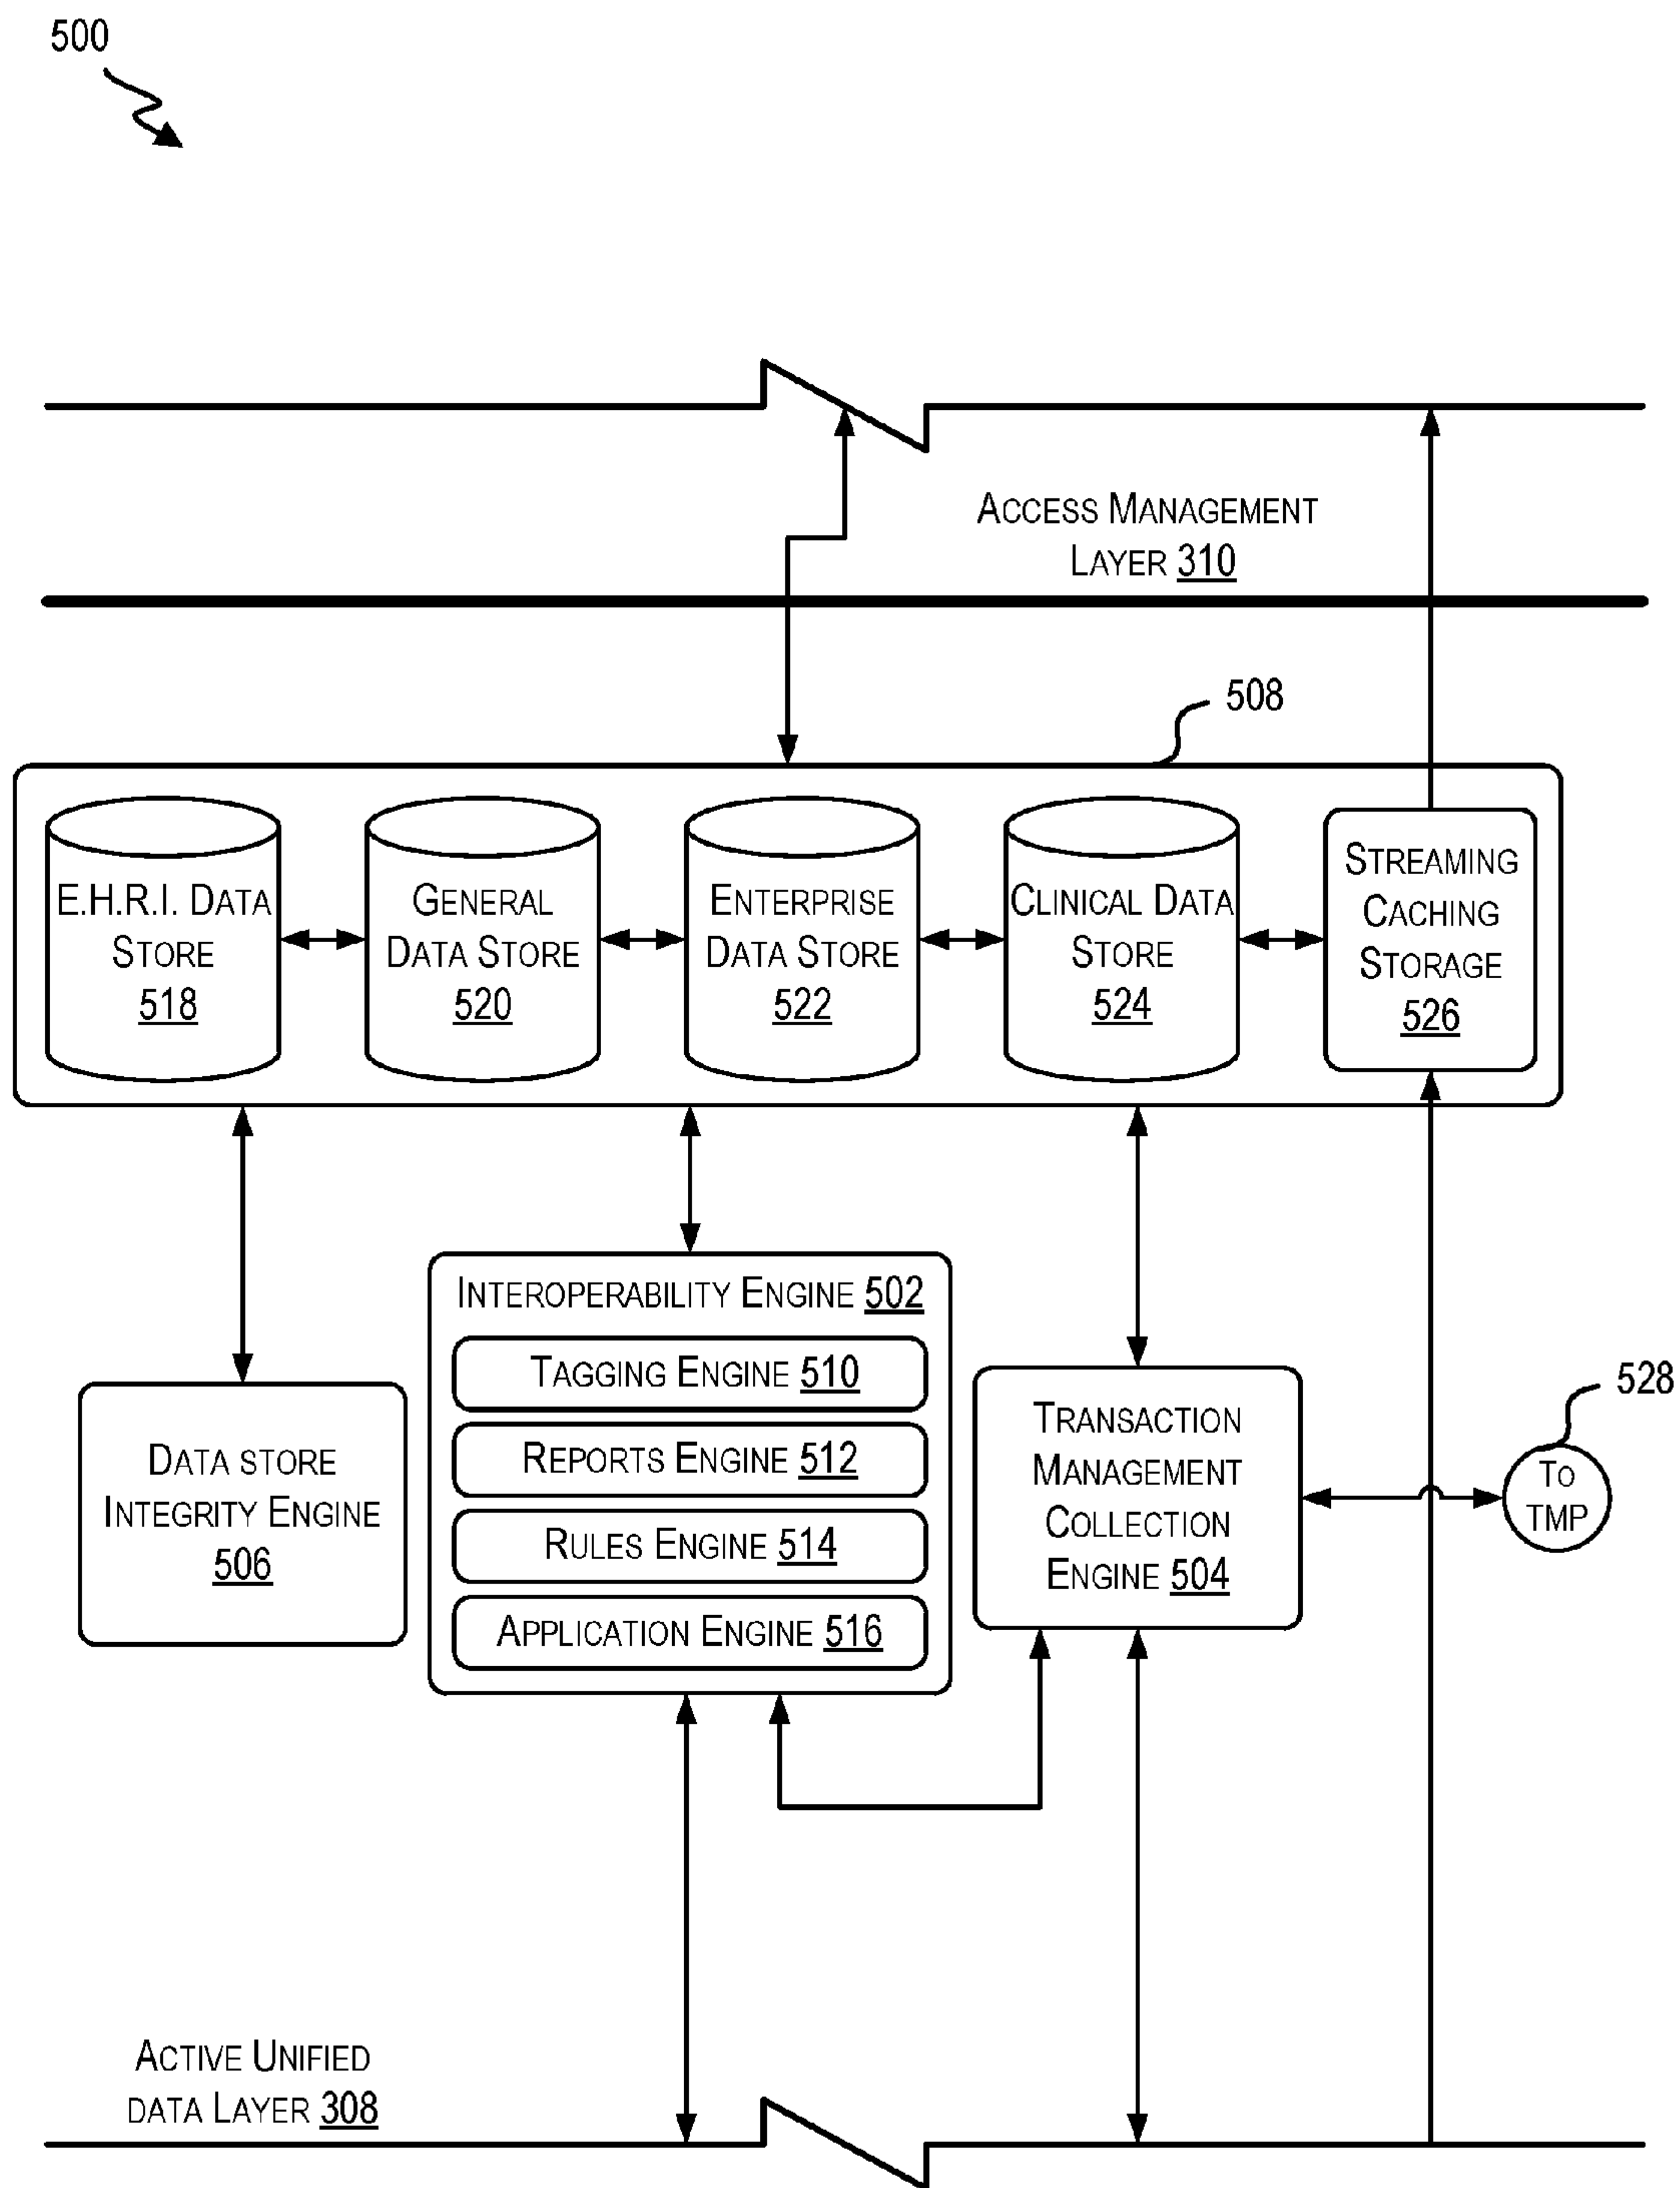 500
ACCESS MANAGEMENT
LAYER 310
508
E.H.R.I. DATA
STORE
518
GENERAL
DATA STORE
520
ENTERPRISE
DATA STORE
522
CLINICAL DATA
STORE
524
STREAMING
CACHING
STORAGE
526
INTEROPERABILITY ENGINE 502
TAGGING ENGINE 510
REPORTS ENGINE 512
RULES ENGINE 514
APPLICATION ENGINE 516
DATA STORE
INTEGRITY ENGINE
506
TRANSACTION
MANAGEMENT
COLLECTION
ENGINE 504
528
TO
TMP
ACTIVE UNIFIED
DATA LAYER 308